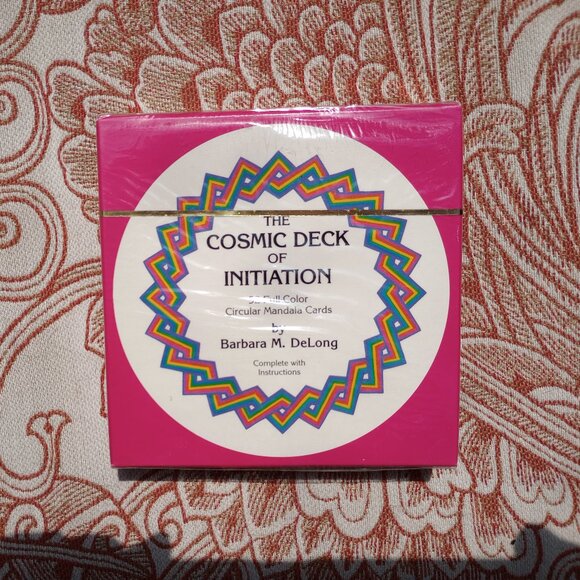 THE
COSMIC DECK
OF
INITIATION
Full Color
Circular Mandala Cards
by
Barbara M. DeLong
Complete with
Instructions